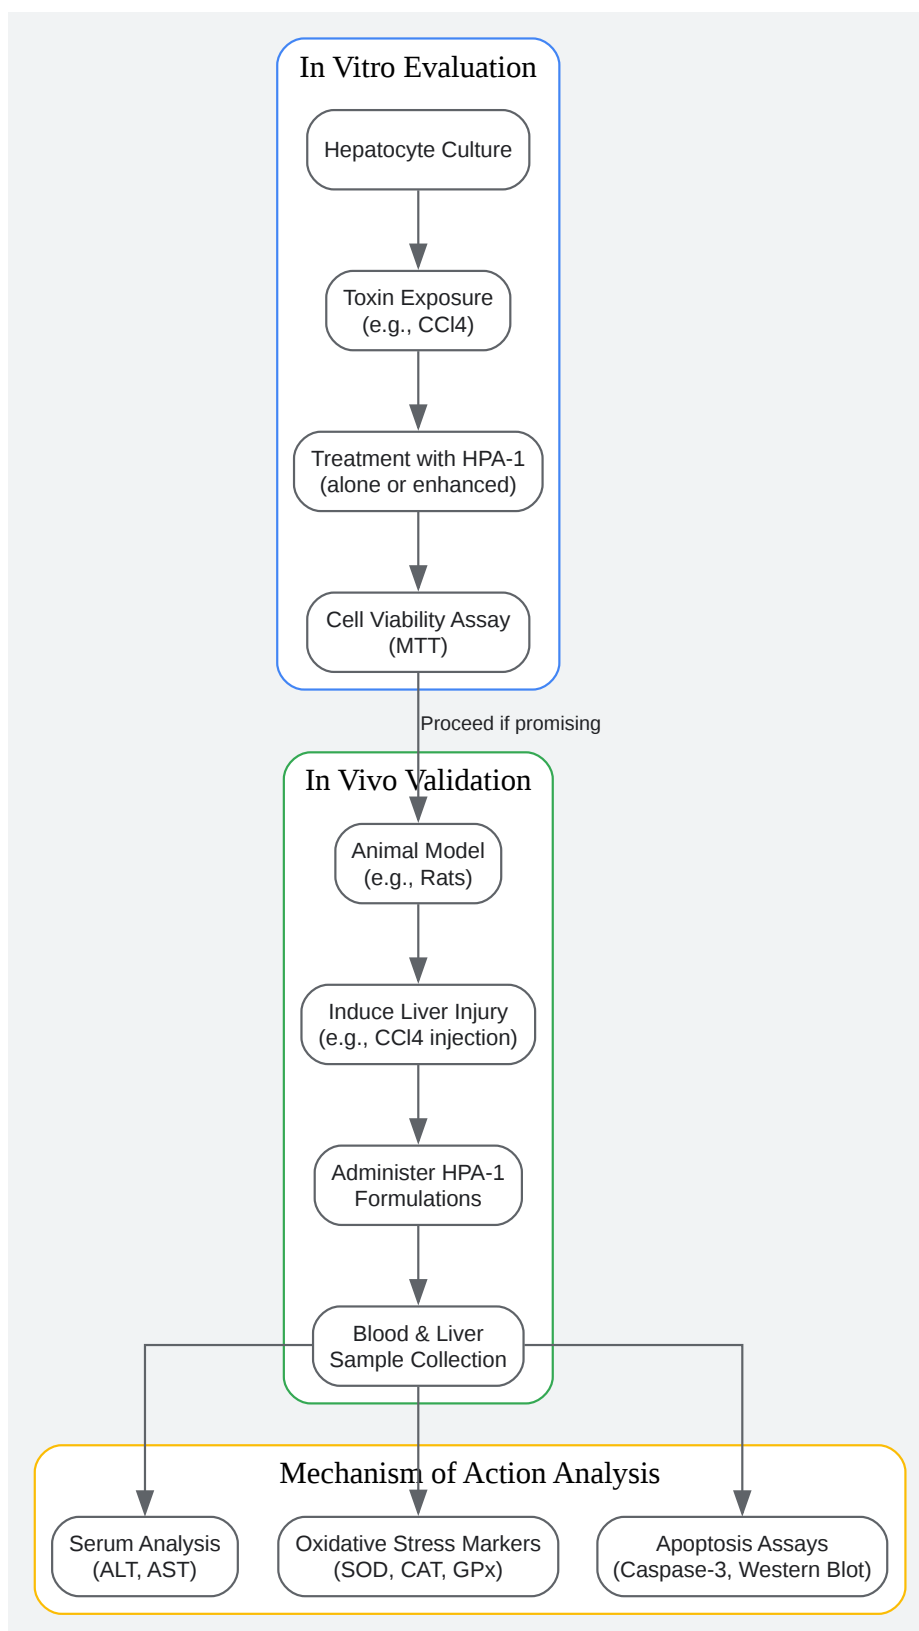 In Vitro Evaluation
Hepatocyte Culture
Toxin Exposure
(e.g., CCl4)
Treatment with HPA-1
(alone or enhanced)
Cell Viability Assay
(MTT)
Proceed if promising
In Vivo Validation
Animal Model
(e.g., Rats)
Induce Liver Injury
(e.g., CCl4 injection)
Administer HPA-1
Formulations
Blood & Liver
Sample Collection
Mechanism of Action Analysis
Serum Analysis
(ALT, AST)
Oxidative Stress Markers
(SOD, CAT, GPx)
Apoptosis Assays
(Caspase-3, Western Blot)